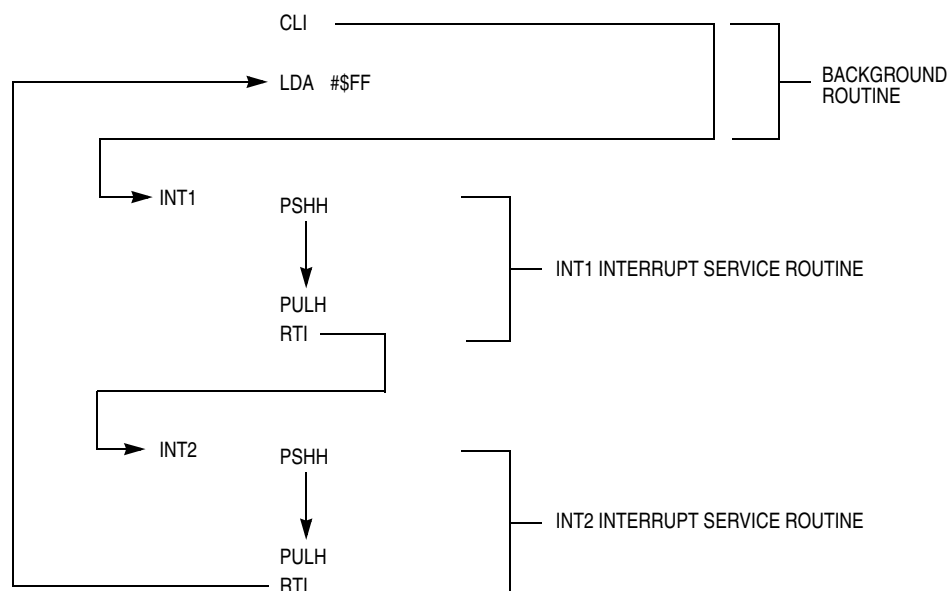 CLI
LDA #$FF
BACKGROUND
ROUTINE
INT1
PSHH
INT1 INTERRUPT SERVICE ROUTINE
PULH
RTI
INT2
PSHH
INT2 INTERRUPT SERVICE ROUTINE
PULH
RTI